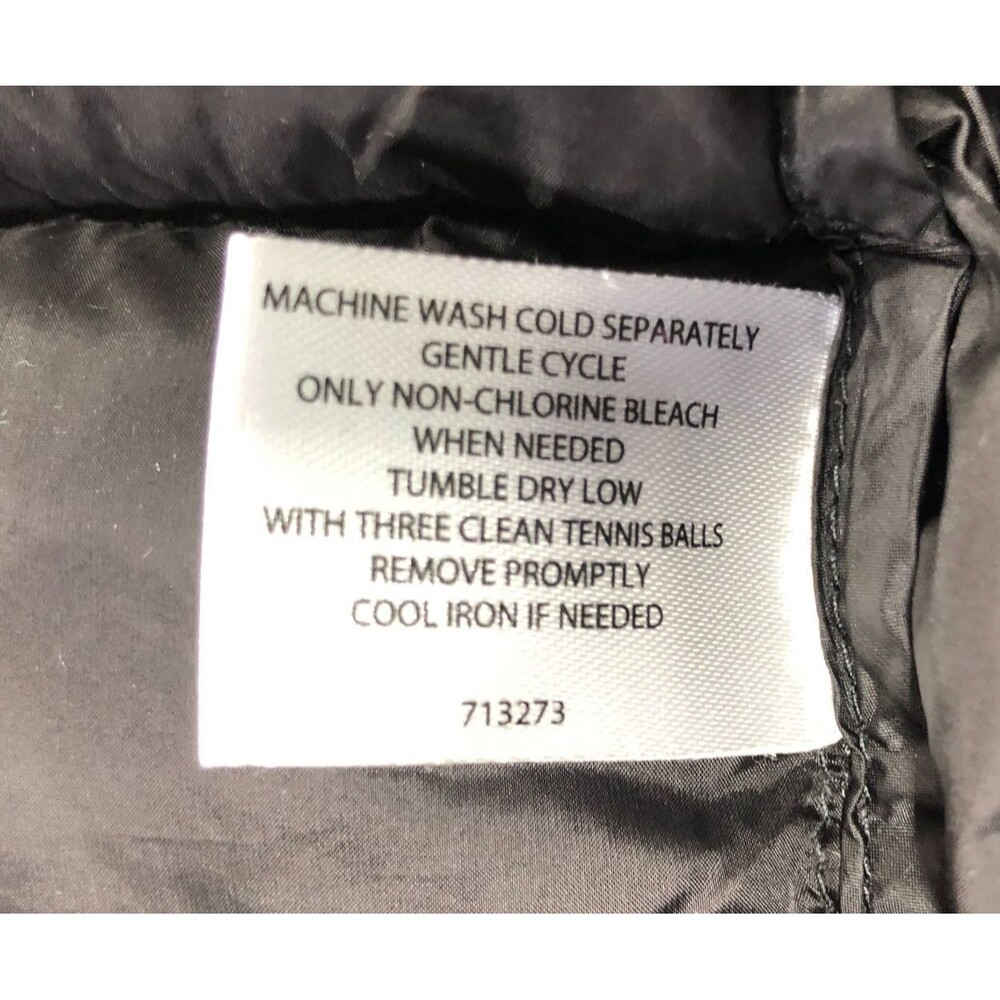 MACHINE WASH COLD SEPARATELY
GENTLE CYCLE
ONLY NON-CHLORINE BLEACH
WHEN NEEDED
TUMBLE DRY LOW
WITH THREE CLEAN TENNIS BALLS
REMOVE PROMPTLY
COOL IRON IF NEEDED
713273